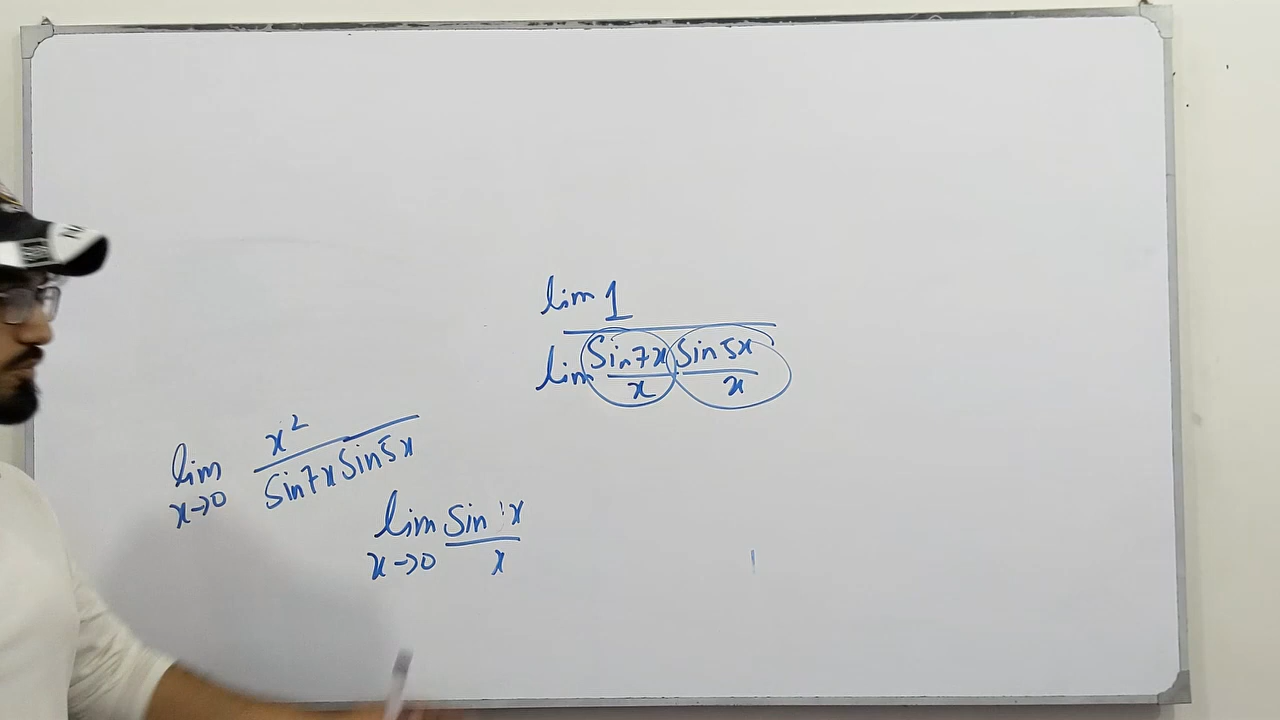 lim 1
lim Sin7x Sin5x
x x
x²
lim Sin7x Sin5x
x→0
lim Sin x
x→0 x